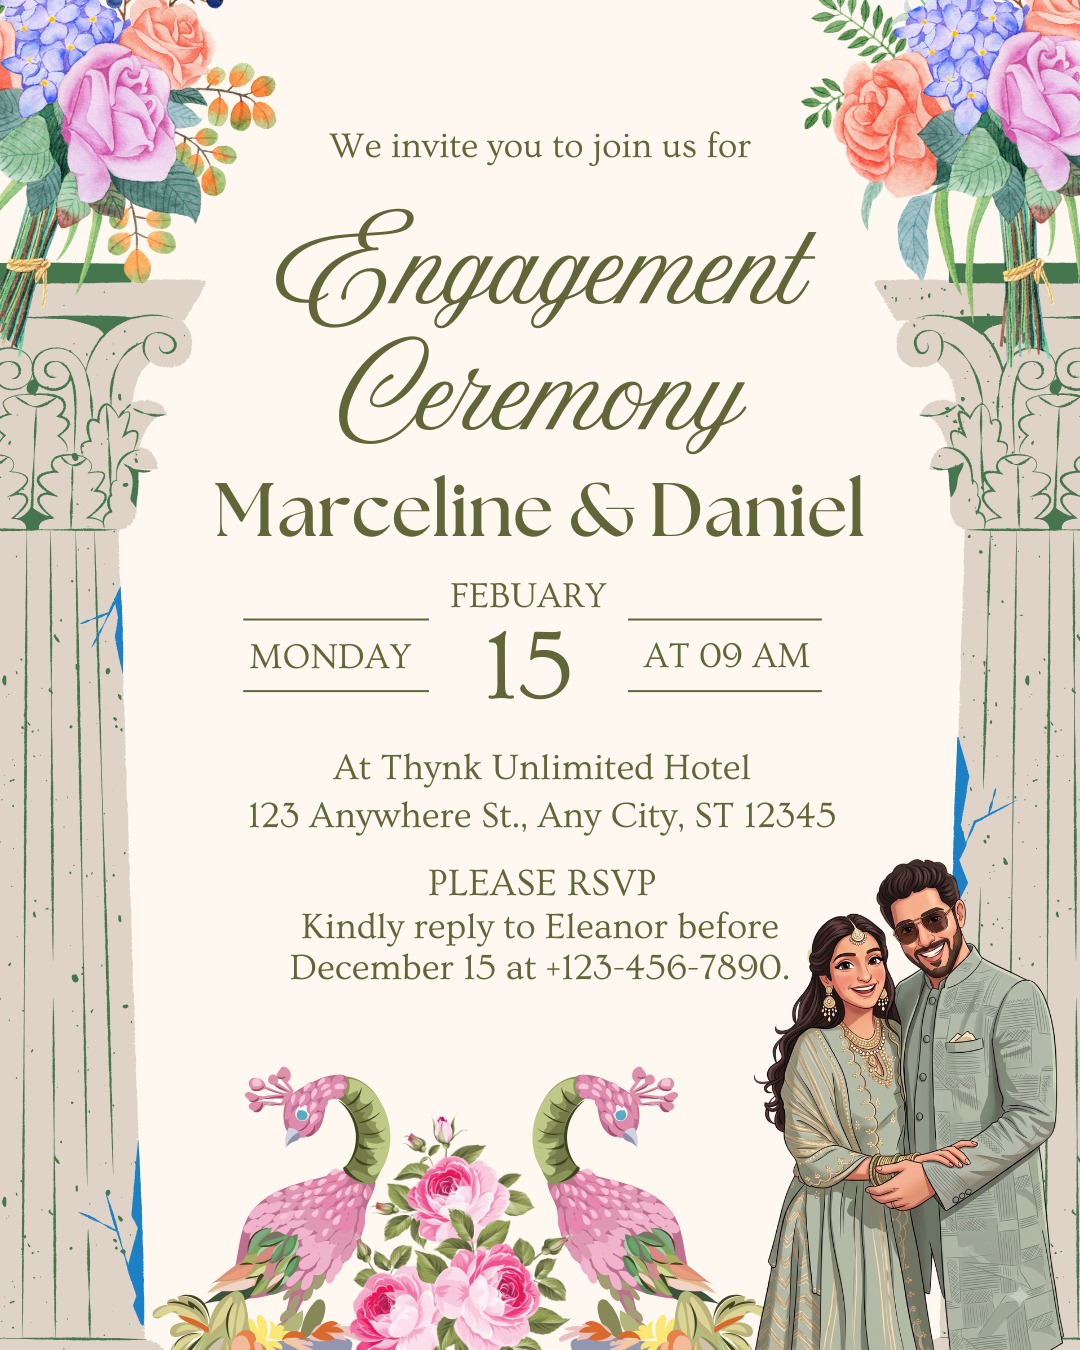 We invite you to join us for
Engagement
Ceremony
Marceline & Daniel
FEBUARY
MONDAY 15 AT 09 AM
At Thynk Unlimited Hotel
123 Anywhere St., Any City, ST 12345
PLEASE RSVP
Kindly reply to Eleanor before
December 15 at +123-456-7890.